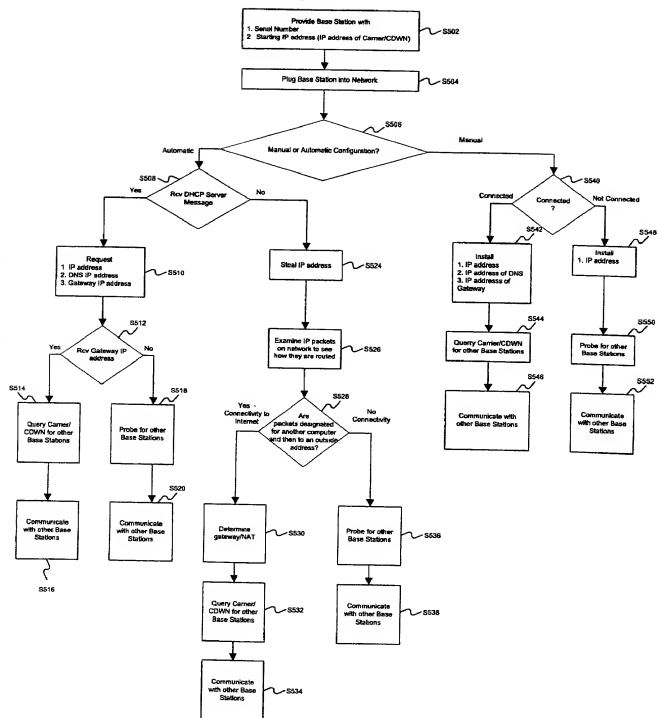 Provide Base Station with
1. Serial Number
2 Starting IP address (IP address of Carrier/CDWN')
S502
Plug Base Station into Network
S504
S506
Manual or Automatic Configuration?
Automatic
Manual
S508
Rcv DHCP Server
Message
Yes
No
S540
Connected
?
Connected
Not Connected
Request
1 IP address
2. DNS IP address
3. Gateway IP address
S510
Steal IP address
S524
S542
Install
1. IP address
2. IP address of DNS
3. IP addresss of
Gateway
S548
Install
1. IP address
S512
Rcv Gateway IP
address
Yes
No
Examine IP packets
on network to see
how they are routed
S526
S544
Querry Carrier/CDWN
for other Base Stations
S550
Probe for other
Base Stations
S514
Query Carrier/
CDWN for other
Base Stations
S518
Probe for other
Base Stations
S528
Yes -
Connectivity to
Internet
Are
packets designated
for another computer
and then to an outside
address?
No
Connectivity
S546
Communicate with
other Base Stations
S552
Communicate with
other Base Stations
Communicate
with other Base
Stations
S516
S520
Communicate
with other Base
Stations
Determine
gateway/NAT
S530
Probe for other
Base Stations
S536
Query Carrier/
CDWN for other
Base Stations
S532
Communicate
with other Base
Stations
S538
Communicate
with other Base
Stations
S534